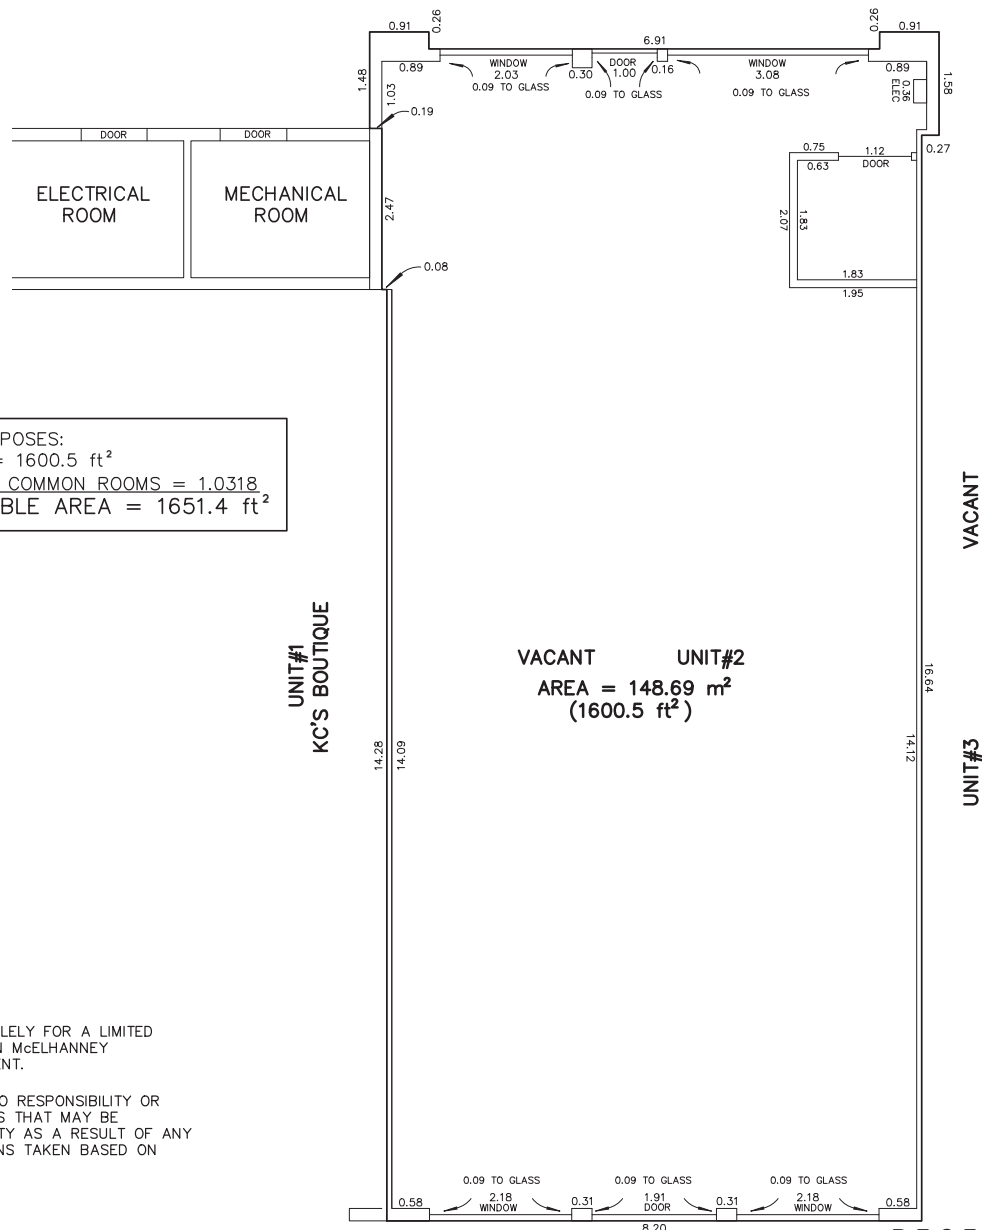 0.91
0.26
6.91
0.26
0.91
0.89
WINDOW
2.03
0.09 TO GLASS
0.30
DOOR
1.00
0.09 TO GLASS
0.16
WINDOW
3.08
0.09 TO GLASS
0.89
1.48
1.03
0.36
ELEC
1.58
0.19
DOOR
DOOR
0.75
0.63
1.12
DOOR
0.27
ELECTRICAL
ROOM
MECHANICAL
ROOM
2.47
2.07
1.83
0.08
1.83
1.95
POSES:
= 1600.5 ft²
COMMON ROOMS = 1.0318
BLE AREA = 1651.4 ft²
VACANT
UNIT#1
KC'S BOUTIQUE
VACANT UNIT#2
AREA = 148.69 m²
(1600.5 ft²)
16.64
14.28
14.09
14.12
UNIT#3
LELY FOR A LIMITED
McELHANNEY
ENT.
O RESPONSIBILITY OR
S THAT MAY BE
TY AS A RESULT OF ANY
NS TAKEN BASED ON
0.09 TO GLASS
0.09 TO GLASS
0.09 TO GLASS
0.58
2.18
WINDOW
0.31
1.91
DOOR
0.31
2.18
WINDOW
0.58
8.20